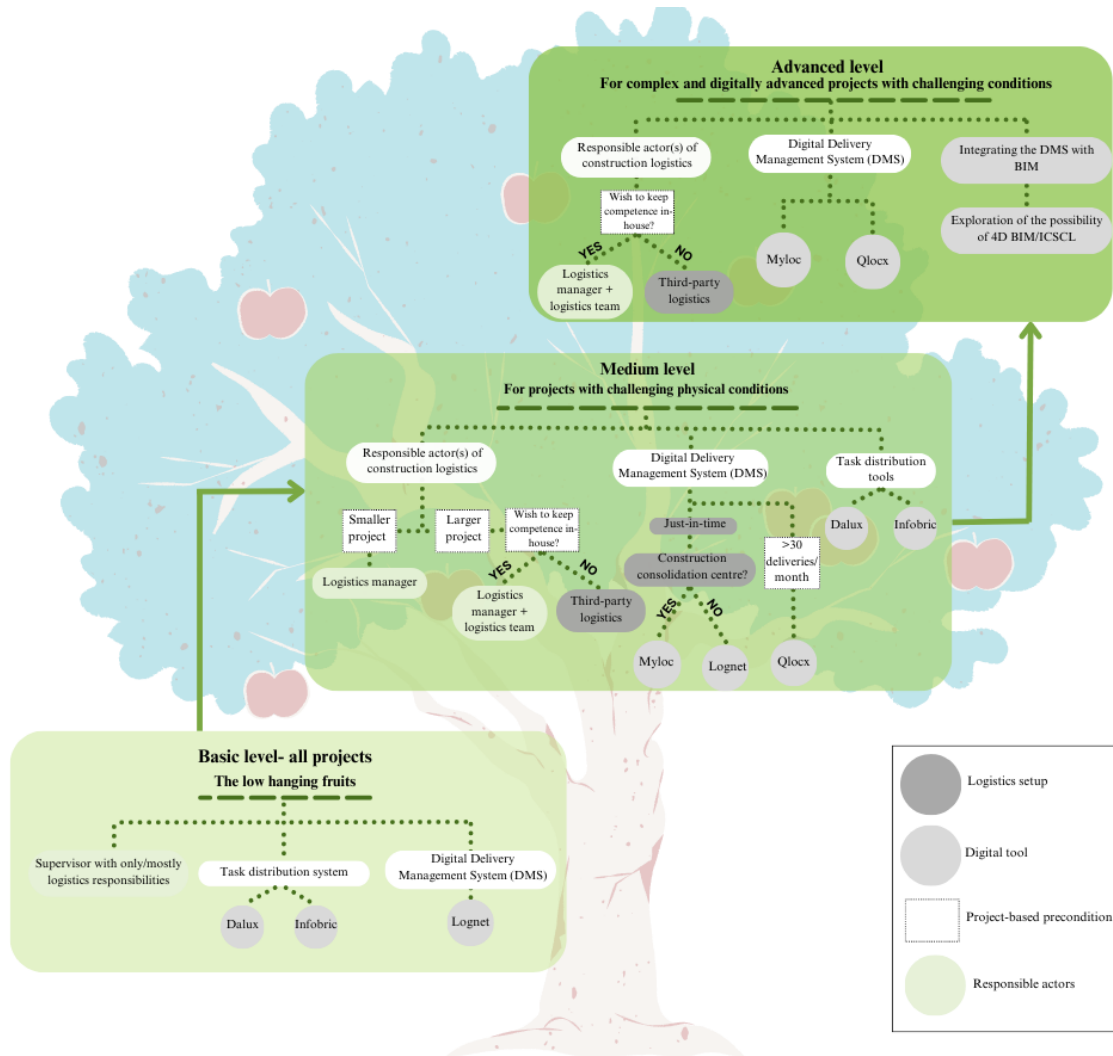 Advanced level
For complex and digitally advanced projects with challenging conditions
Responsible actor(s) of
construction logistics
Wish to keep
competence in-
house?
YES
NO
Logistics
manager +
logistics team
Third-party
logistics
Digital Delivery
Management System (DMS)
Myloc
Qlocx
Integrating the DMS with
BIM
Exploration of the possibility
of 4D BIM/ICSCL
Medium level
For projects with challenging physical conditions
Responsible actor(s) of
construction logistics
Smaller
project
Logistics manager
Larger
project
Wish to keep
competence in-
house?
YES
NO
Logistics
manager +
logistics team
Third-party
logistics
Digital Delivery
Management System (DMS)
Just-in-time
Construction
consolidation centre?
YES
NO
Myloc
Lognet
>30
deliveries/
month
Qlocx
Task distribution
tools
Dalux
Infobric
Basic level- all projects
The low hanging fruits
Supervisor with only/mostly
logistics responsibilities
Task distribution system
Dalux
Infobric
Digital Delivery
Management System (DMS)
Lognet
Logistics setup
Digital tool
Project-based precondition
Responsible actors